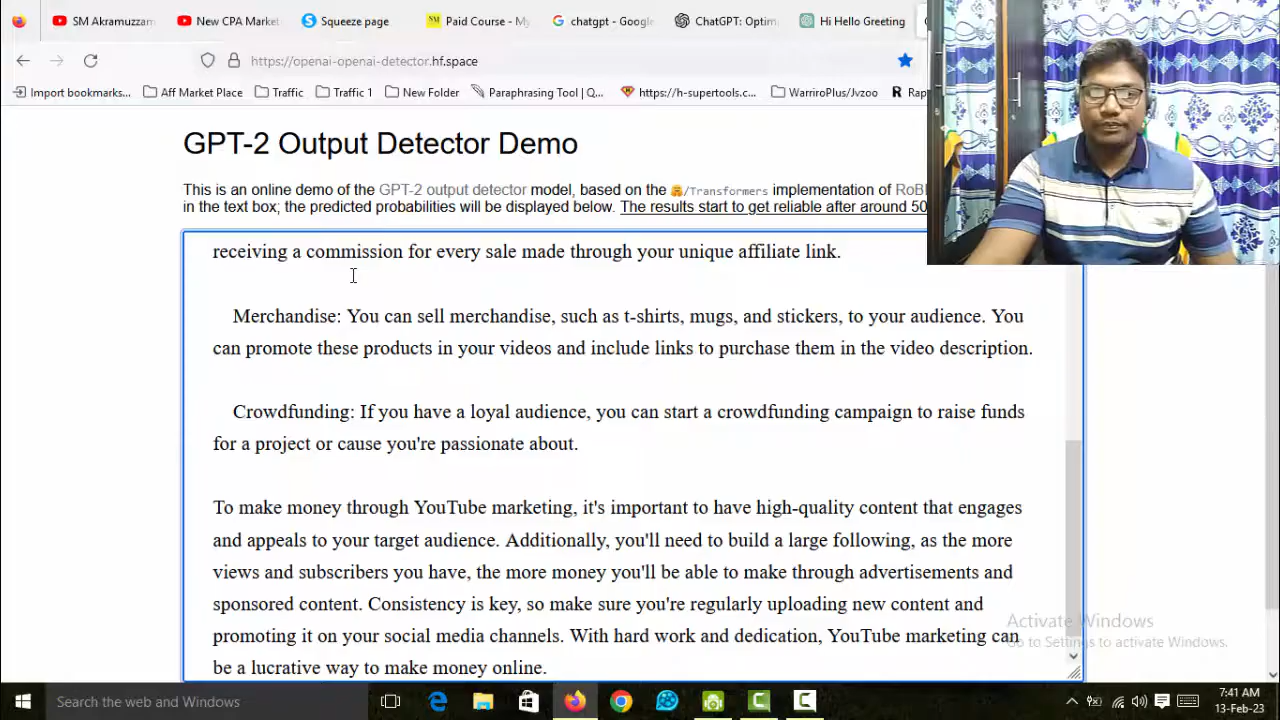 SM Akramuzzam
New CPA Market
Squeeze page
Paid Course - My
chatgpt - Google
ChatGPT: Optim
Hi Hello Greeting
https://openai-openai-detector.hf.space
Import bookmarks...
Aff Market Place
Traffic
Traffic 1
New Folder
Paraphrasing Tool | Q...
https://h-supertools.c...
WarriroPlus/Jvzoo
Rap
GPT-2 Output Detector Demo
This is an online demo of the GPT-2 output detector model, based on the 🤗/Transformers implementation of RoB
in the text box; the predicted probabilities will be displayed below. The results start to get reliable after around 50
receiving a commission for every sale made through your unique affiliate link.
Merchandise: You can sell merchandise, such as t-shirts, mugs, and stickers, to your audience. You
can promote these products in your videos and include links to purchase them in the video description.
Crowdfunding: If you have a loyal audience, you can start a crowdfunding campaign to raise funds
for a project or cause you're passionate about.
To make money through YouTube marketing, it's important to have high-quality content that engages
and appeals to your target audience. Additionally, you'll need to build a large following, as the more
views and subscribers you have, the more money you'll be able to make through advertisements and
sponsored content. Consistency is key, so make sure you're regularly uploading new content and
promoting it on your social media channels. With hard work and dedication, YouTube marketing can
be a lucrative way to make money online.
Activate Windows
Go to Settings to activate Windows.
Search the web and Windows
7:41 AM
13-Feb-23